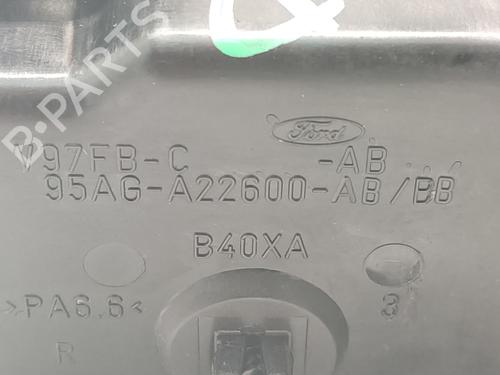 Ford
V97FB-C -AB
95AG-A22600-AB/BB
B40XA
>PA6.6< 3
R
B-PARTS